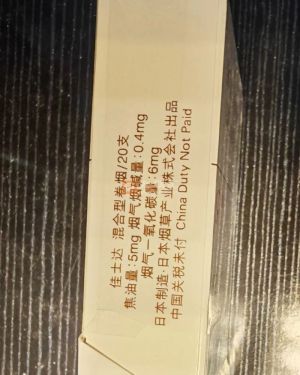 佳士达 混合型卷烟/20支
焦油量:5mg 烟气烟碱量:0.4mg
烟气一氧化碳量:6mg
日本制造·日本烟草产业株式会社出品
中国关税未付 China Duty Not Paid